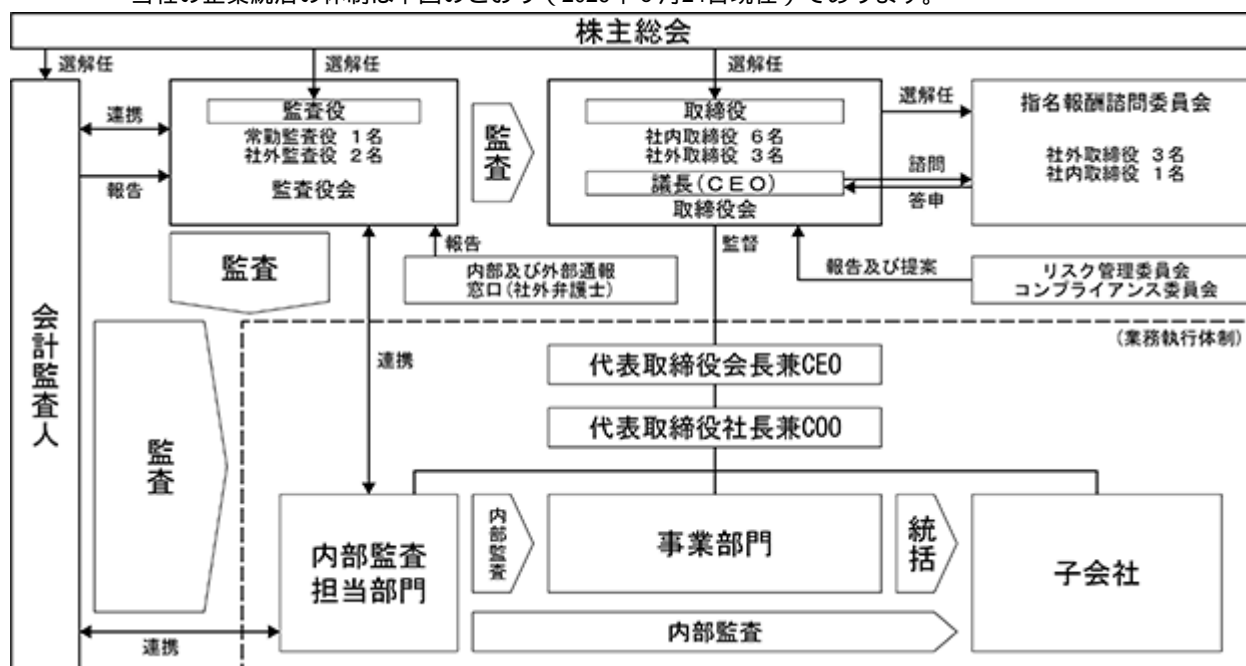 株主総会
選解任
選解任
選解任
連携
報告
監査役
常勤監査役 1名
社外監査役 2名
監査役会
監査
取締役
社内取締役 6名
社外取締役 3名
議長(CEO)
取締役会
選解任
諮問
答申
指名報酬諮問委員会
社外取締役 3名
社内取締役 1名
監査
報告
内部及び外部通報
窓口(社外弁護士)
監督
報告及び提案
リスク管理委員会
コンプライアンス委員会
会計監査人
(業務執行体制)
連携
代表取締役会長兼CEO
代表取締役社長兼COO
監査
内部監査
担当部門
内部監査
事業部門
統括
子会社
内部監査
連携